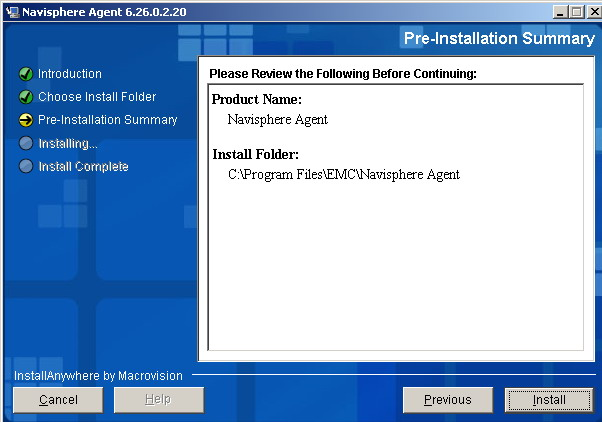 Navisphere Agent 6.26.0.2.20
Pre-Installation Summary
Introduction
Choose Install Folder
Pre-Installation Summary
Installing...
Install Complete
Please Review the Following Before Continuing:
Product Name:
Navisphere Agent
Install Folder:
C:\Program Files\EMC\Navisphere Agent
InstallAnywhere by Macrovision
Cancel
Help
Previous
Install